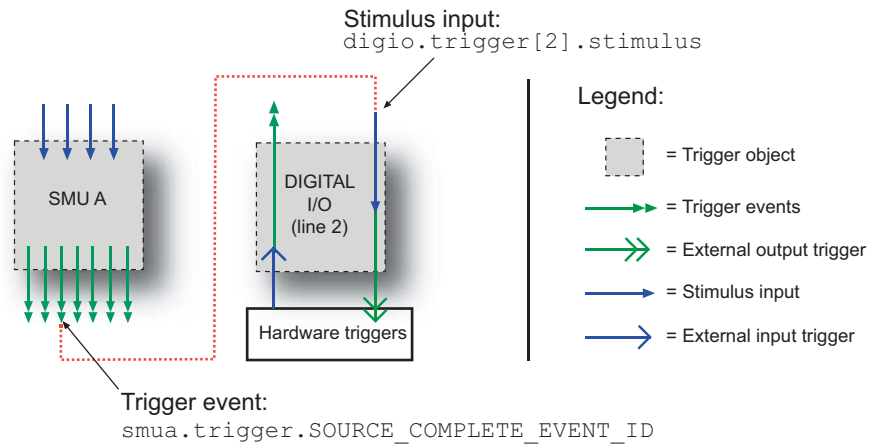 Stimulus input:
digio.trigger[2].stimulus
Legend:
SMU A
DIGITAL
I/O
(line 2)
= Trigger object
= Trigger events
= External output trigger
= Stimulus input
= External input trigger
Hardware triggers
Trigger event:
smua.trigger.SOURCE_COMPLETE_EVENT_ID